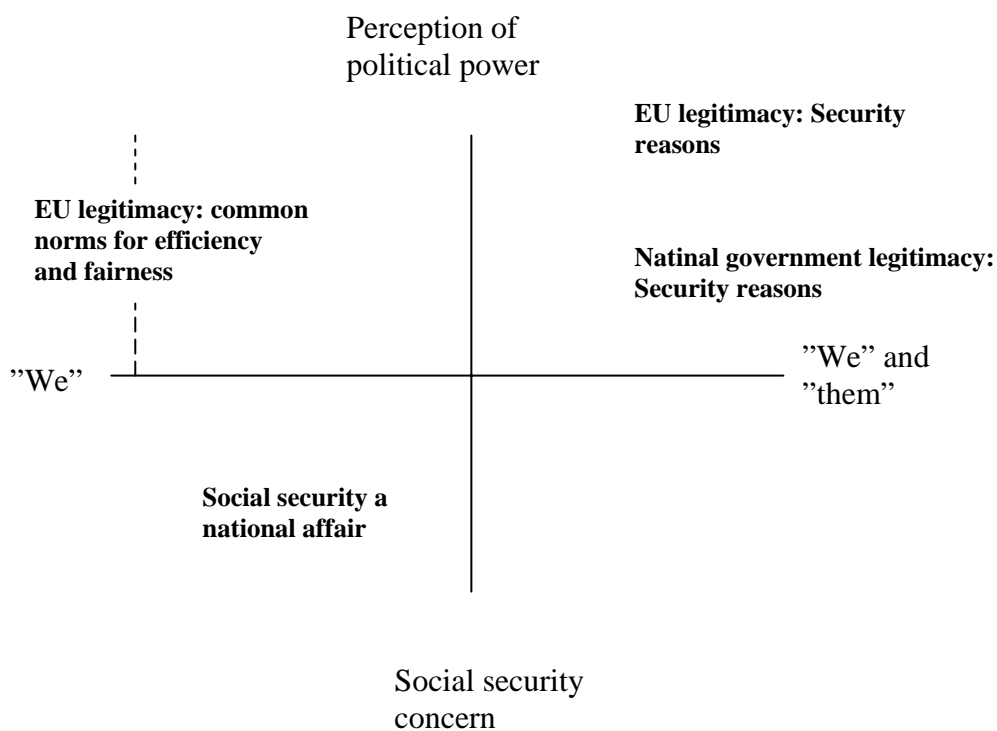 Perception of
political power
EU legitimacy: Security
reasons
EU legitimacy: common
norms for efficiency
and fairness
Natinal government legitimacy:
Security reasons
”We”
”We” and
”them”
Social security a
national affair
Social security
concern